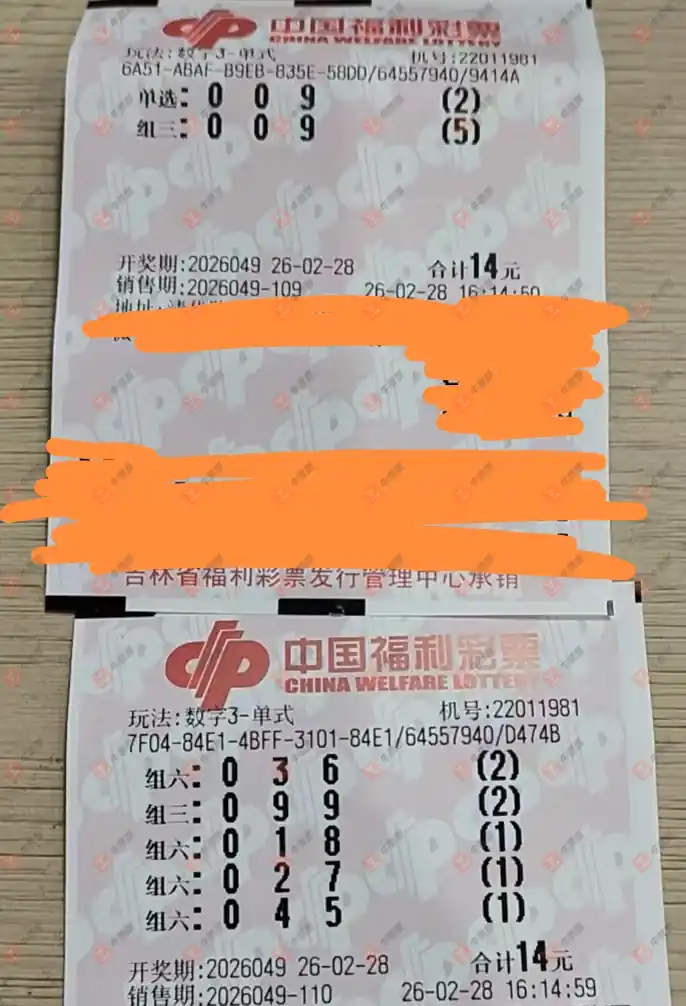 中国福利彩票
CHINA WELFARE LOTTERY
玩法:数字3-单式 机号:22011981
6A51-ABAF-B9EB-835E-58DD/64557940/9414A
单选: 0 0 9 (2)
组三: 0 0 9 (5)
开奖期:2026049 26-02-28 合计14元
销售期:2026049-109 26-02-28 16:14:50
地址:
吉林省福利彩票发行管理中心承销
中国福利彩票
CHINA WELFARE LOTTERY
玩法:数字3-单式 机号:22011981
7F04-84E1-4BFF-3101-84E1/64557940/D474B
组六: 0 3 6 (2)
组三: 0 9 9 (2)
组六: 0 1 8 (1)
组六: 0 2 7 (1)
组六: 0 4 5 (1)
开奖期:2026049 26-02-28 合计14元
销售期:2026049-110 26-02-28 16:14:59